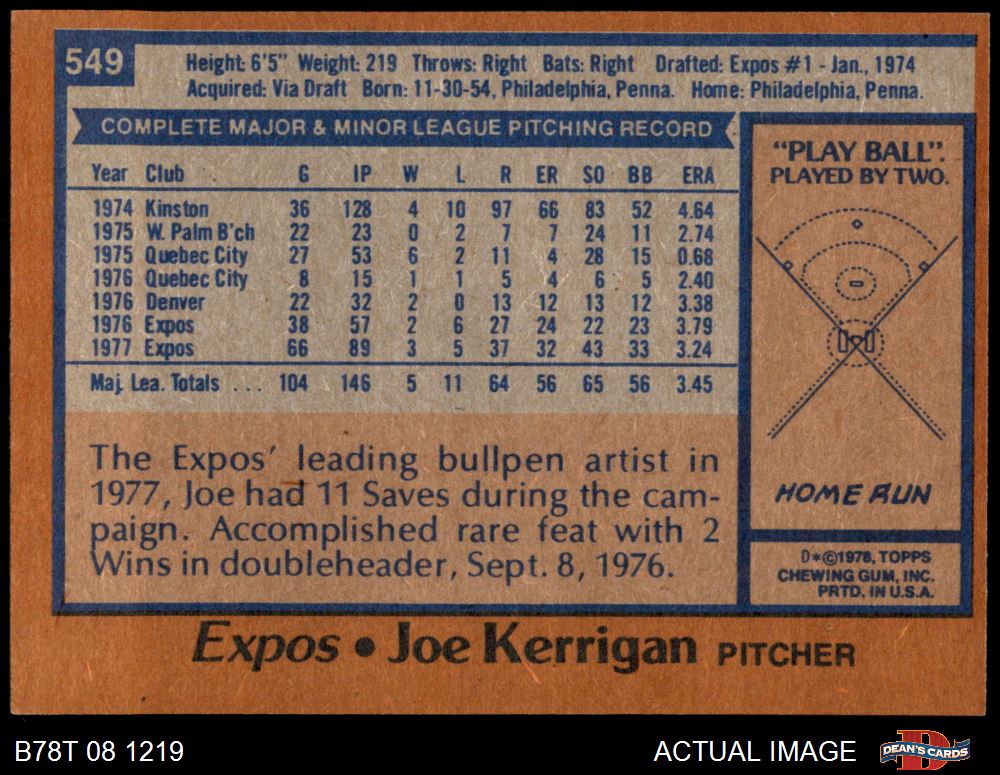 549
Height: 6'5" Weight: 219 Throws: Right Bats: Right Drafted: Expos #1 - Jan., 1974
Acquired: Via Draft Born: 11-30-54, Philadelphia, Penna. Home: Philadelphia, Penna.
COMPLETE MAJOR & MINOR LEAGUE PITCHING RECORD
Year Club G IP W L R ER SO BB ERA
1974 Kinston 36 128 4 10 97 66 83 52 4.64
1975 W. Palm B'ch 22 23 0 2 7 7 24 11 2.74
1975 Quebec City 27 53 6 2 11 4 28 15 0.68
1976 Quebec City 8 15 1 1 5 4 6 5 2.40
1976 Denver 22 32 2 0 13 12 13 12 3.38
1976 Expos 38 57 2 6 27 24 22 23 3.79
1977 Expos 66 89 3 5 37 32 43 33 3.24
Maj. Lea. Totals ... 104 146 5 11 64 56 65 56 3.45
The Expos' leading bullpen artist in
1977, Joe had 11 Saves during the cam-
paign. Accomplished rare feat with 2
Wins in doubleheader, Sept. 8, 1976.
"PLAY BALL".
PLAYED BY TWO.
HOME RUN
D*©1978, TOPPS
CHEWING GUM, INC.
PRTD. IN U.S.A.
Expos • Joe Kerrigan PITCHER
B78T 08 1219
ACTUAL IMAGE
DEAN'S CARDS